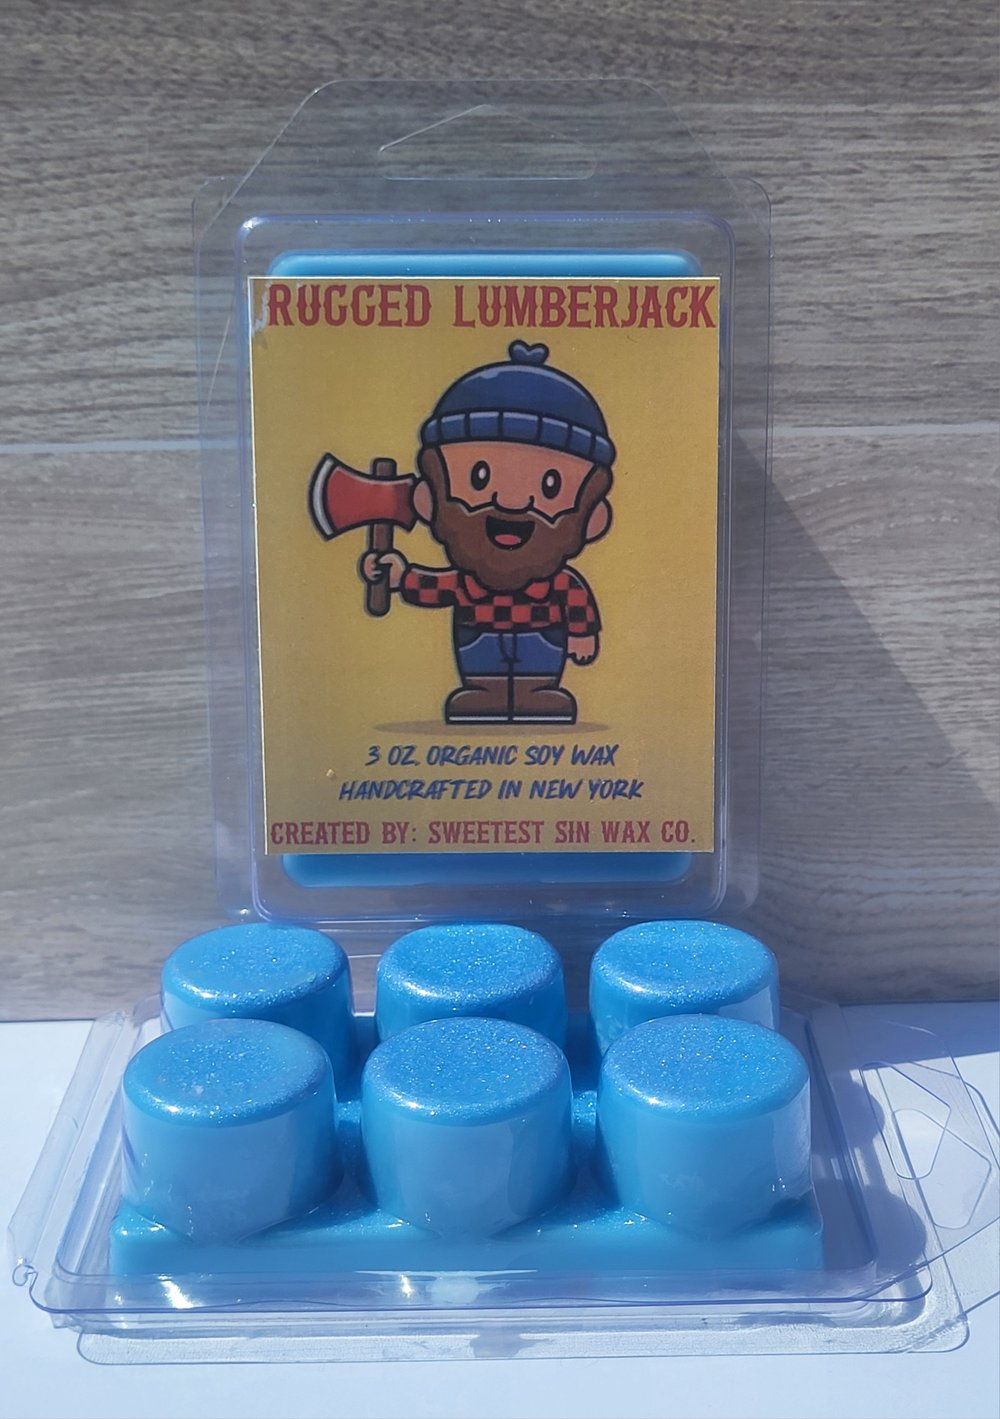 RUGGED LUMBERJACK
3 OZ. ORGANIC SOY WAX
HANDCRAFTED IN NEW YORK
CREATED BY: SWEETEST SIN WAX CO.